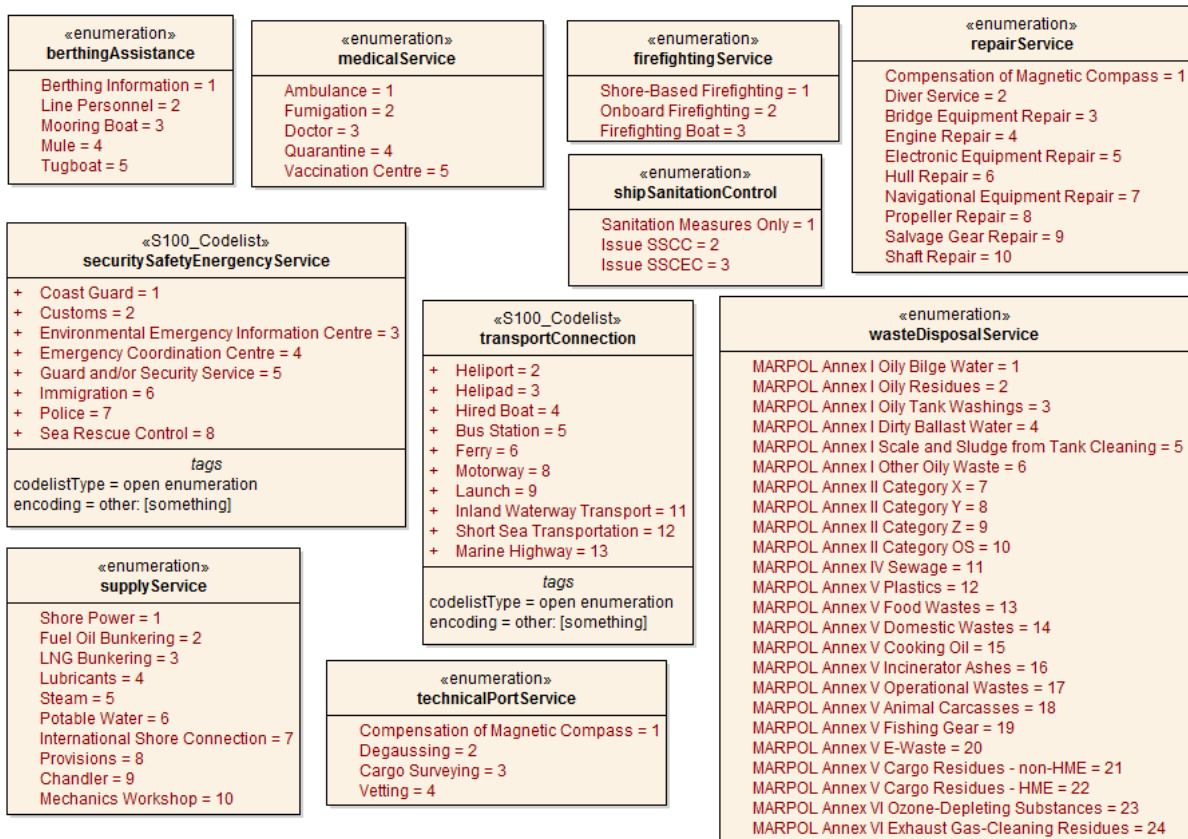 «enumeration»
berthingAssistance
Berthing Information = 1
Line Personnel = 2
Mooring Boat = 3
Mule = 4
Tugboat = 5
«enumeration»
medicalService
Ambulance = 1
Fumigation = 2
Doctor = 3
Quarantine = 4
Vaccination Centre = 5
«enumeration»
firefightingService
Shore-Based Firefighting = 1
Onboard Firefighting = 2
Firefighting Boat = 3
«enumeration»
repairService
Compensation of Magnetic Compass = 1
Diver Service = 2
Bridge Equipment Repair = 3
Engine Repair = 4
Electronic Equipment Repair = 5
Hull Repair = 6
Navigational Equipment Repair = 7
Propeller Repair = 8
Salvage Gear Repair = 9
Shaft Repair = 10
«enumeration»
shipSanitationControl
Sanitation Measures Only = 1
Issue SSCC = 2
Issue SSCEC = 3
«S100_Codelist»
securitySafetyEmergencyService
+ Coast Guard = 1
+ Customs = 2
+ Environmental Emergency Information Centre = 3
+ Emergency Coordination Centre = 4
+ Guard and/or Security Service = 5
+ Immigration = 6
+ Police = 7
+ Sea Rescue Control = 8
tags
codelistType = open enumeration
encoding = other: [something]
«S100_Codelist»
transportConnection
+ Heliport = 2
+ Helipad = 3
+ Hired Boat = 4
+ Bus Station = 5
+ Ferry = 6
+ Motorway = 8
+ Launch = 9
+ Inland Waterway Transport = 11
+ Short Sea Transportation = 12
+ Marine Highway = 13
tags
codelistType = open enumeration
encoding = other: [something]
«enumeration»
wasteDisposalService
MARPOL Annex I Oily Bilge Water = 1
MARPOL Annex I Oily Residues = 2
MARPOL Annex I Oily Tank Washings = 3
MARPOL Annex I Dirty Ballast Water = 4
MARPOL Annex I Scale and Sludge from Tank Cleaning = 5
MARPOL Annex I Other Oily Waste = 6
MARPOL Annex II Category X = 7
MARPOL Annex II Category Y = 8
MARPOL Annex II Category Z = 9
MARPOL Annex II Category OS = 10
MARPOL Annex IV Sewage = 11
MARPOL Annex V Plastics = 12
MARPOL Annex V Food Wastes = 13
MARPOL Annex V Domestic Wastes = 14
MARPOL Annex V Cooking Oil = 15
MARPOL Annex V Incinerator Ashes = 16
MARPOL Annex V Operational Wastes = 17
MARPOL Annex V Animal Carcasses = 18
MARPOL Annex V Fishing Gear = 19
MARPOL Annex V E-Waste = 20
MARPOL Annex V Cargo Residues - non-HME = 21
MARPOL Annex V Cargo Residues - HME = 22
MARPOL Annex VI Ozone-Depleting Substances = 23
MARPOL Annex VI Exhaust Gas-Cleaning Residues = 24
«enumeration»
supplyService
Shore Power = 1
Fuel Oil Bunkering = 2
LNG Bunkering = 3
Lubricants = 4
Steam = 5
Potable Water = 6
International Shore Connection = 7
Provisions = 8
Chandler = 9
Mechanics Workshop = 10
«enumeration»
technicalPortService
Compensation of Magnetic Compass = 1
Degaussing = 2
Cargo Surveying = 3
Vetting = 4